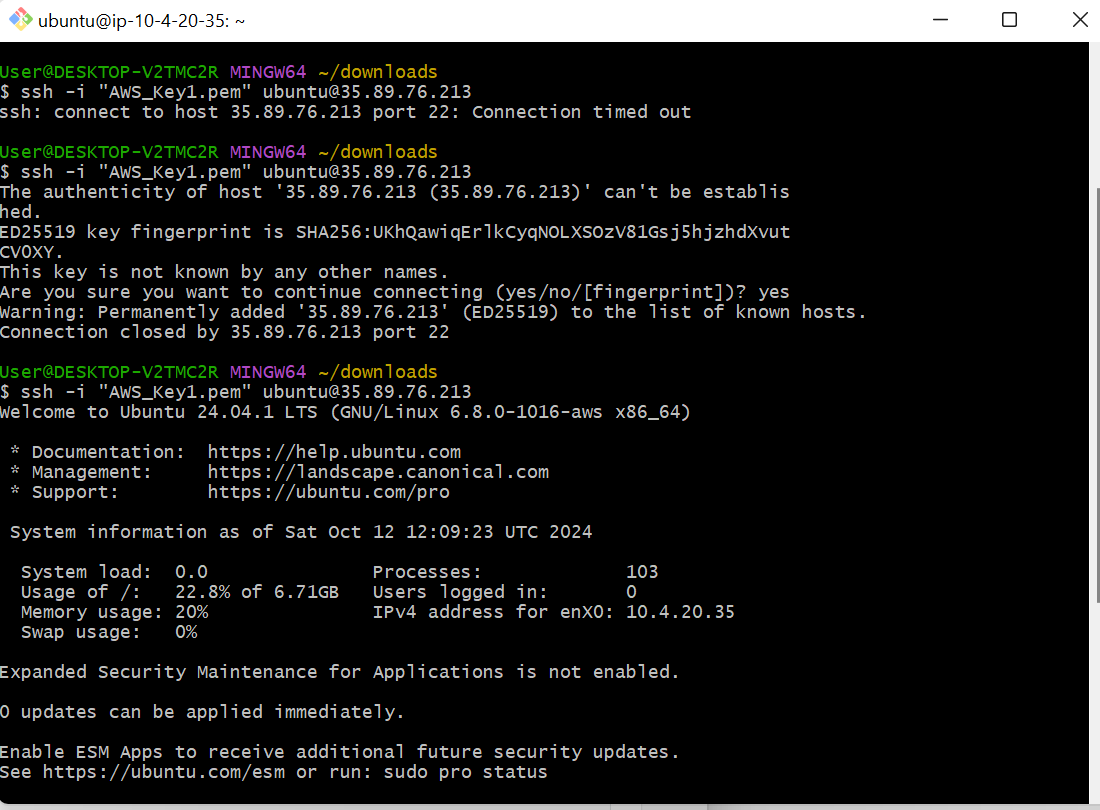 ubuntu@ip-10-4-20-35: ~
User@DESKTOP-V2TMC2R MINGW64 ~/downloads
$ ssh -i "AWS_Key1.pem" ubuntu@35.89.76.213
ssh: connect to host 35.89.76.213 port 22: Connection timed out
User@DESKTOP-V2TMC2R MINGW64 ~/downloads
$ ssh -i "AWS_Key1.pem" ubuntu@35.89.76.213
The authenticity of host '35.89.76.213 (35.89.76.213)' can't be establis
hed.
ED25519 key fingerprint is SHA256:UKhQawiqErlkCyqNOLXSOzV81Gsj5hjzhdXvut
CV0XY.
This key is not known by any other names.
Are you sure you want to continue connecting (yes/no/[fingerprint])? yes
Warning: Permanently added '35.89.76.213' (ED25519) to the list of known hosts.
Connection closed by 35.89.76.213 port 22
User@DESKTOP-V2TMC2R MINGW64 ~/downloads
$ ssh -i "AWS_Key1.pem" ubuntu@35.89.76.213
Welcome to Ubuntu 24.04.1 LTS (GNU/Linux 6.8.0-1016-aws x86_64)
* Documentation:  https://help.ubuntu.com
* Management:     https://landscape.canonical.com
* Support:        https://ubuntu.com/pro
System information as of Sat Oct 12 12:09:23 UTC 2024
System load:  0.0               Processes:             103
Usage of /:   22.8% of 6.71GB   Users logged in:       0
Memory usage: 20%               IPv4 address for enX0: 10.4.20.35
Swap usage:   0%
Expanded Security Maintenance for Applications is not enabled.
0 updates can be applied immediately.
Enable ESM Apps to receive additional future security updates.
See https://ubuntu.com/esm or run: sudo pro status